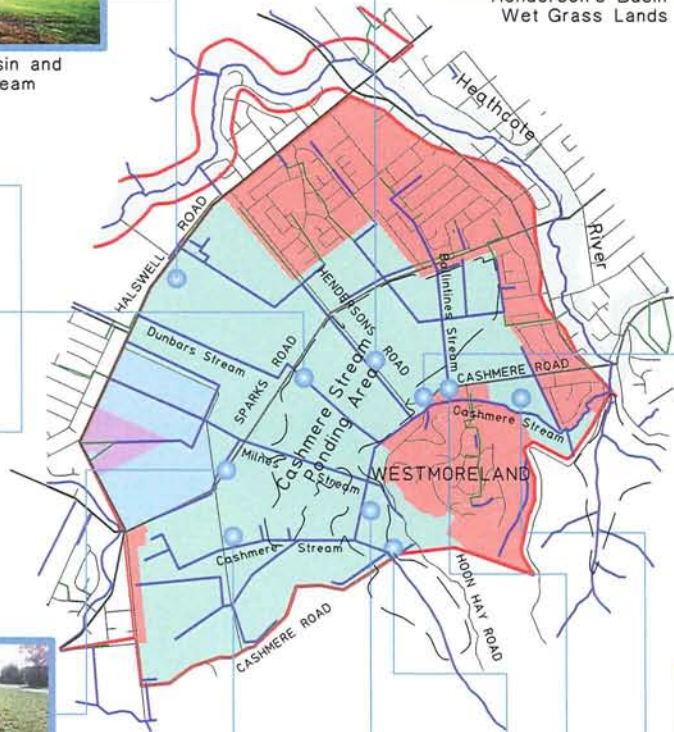 Henderson's Basin
Wet Grass Lands
sin and
eam
Heathcote
River
HALSWELL ROAD
HENDERSONS ROAD
Ballintines Stream
Dunbars Stream
SPARKS ROAD
Cashmere Stream
Ponding Area
CASHMERE ROAD
Cashmere Stream
Milnes Stream
WESTMORELAND
Cashmere Stream
HOON HAY ROAD
CASHMERE ROAD